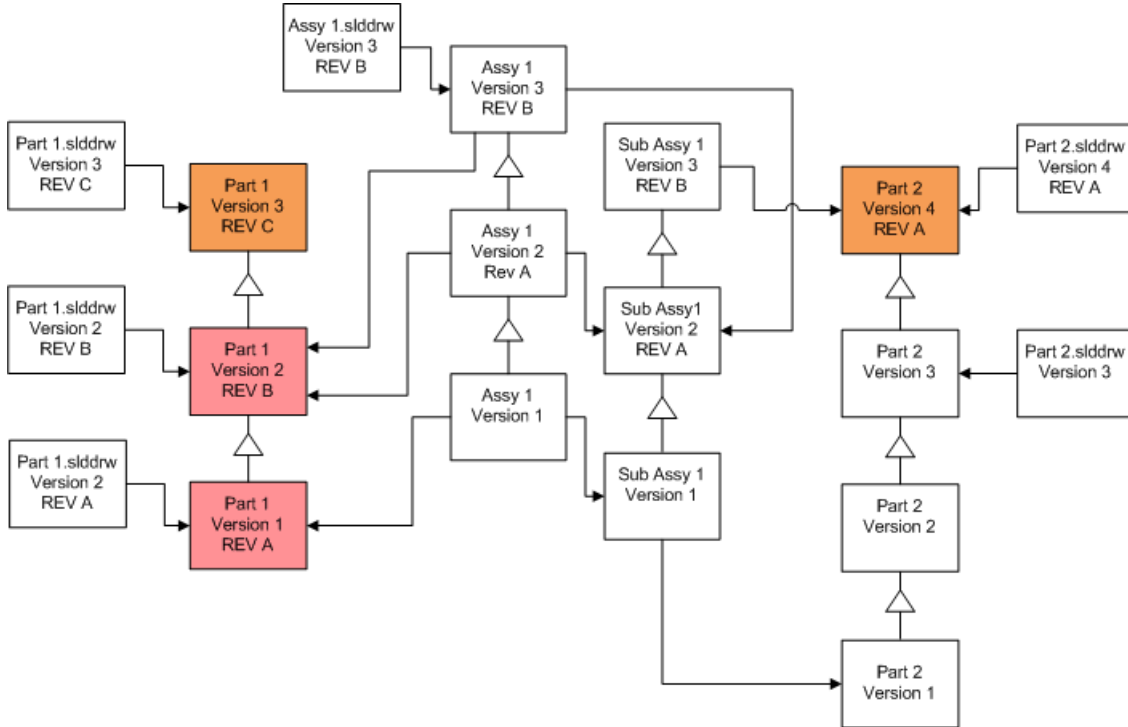 Assy 1.slddrw
Version 3
REV B
Assy 1
Version 3
REV B
Part 1.slddrw
Version 3
REV C
Part 1
Version 3
REV C
Sub Assy 1
Version 3
REV B
Part 2
Version 4
REV A
Part 2.slddrw
Version 4
REV A
Assy 1
Version 2
Rev A
Part 1.slddrw
Version 2
REV B
Part 1
Version 2
REV B
Sub Assy1
Version 2
REV A
Part 2
Version 3
Part 2.slddrw
Version 3
Assy 1
Version 1
Part 1.slddrw
Version 2
REV A
Part 1
Version 1
REV A
Sub Assy 1
Version 1
Part 2
Version 2
Part 2
Version 1